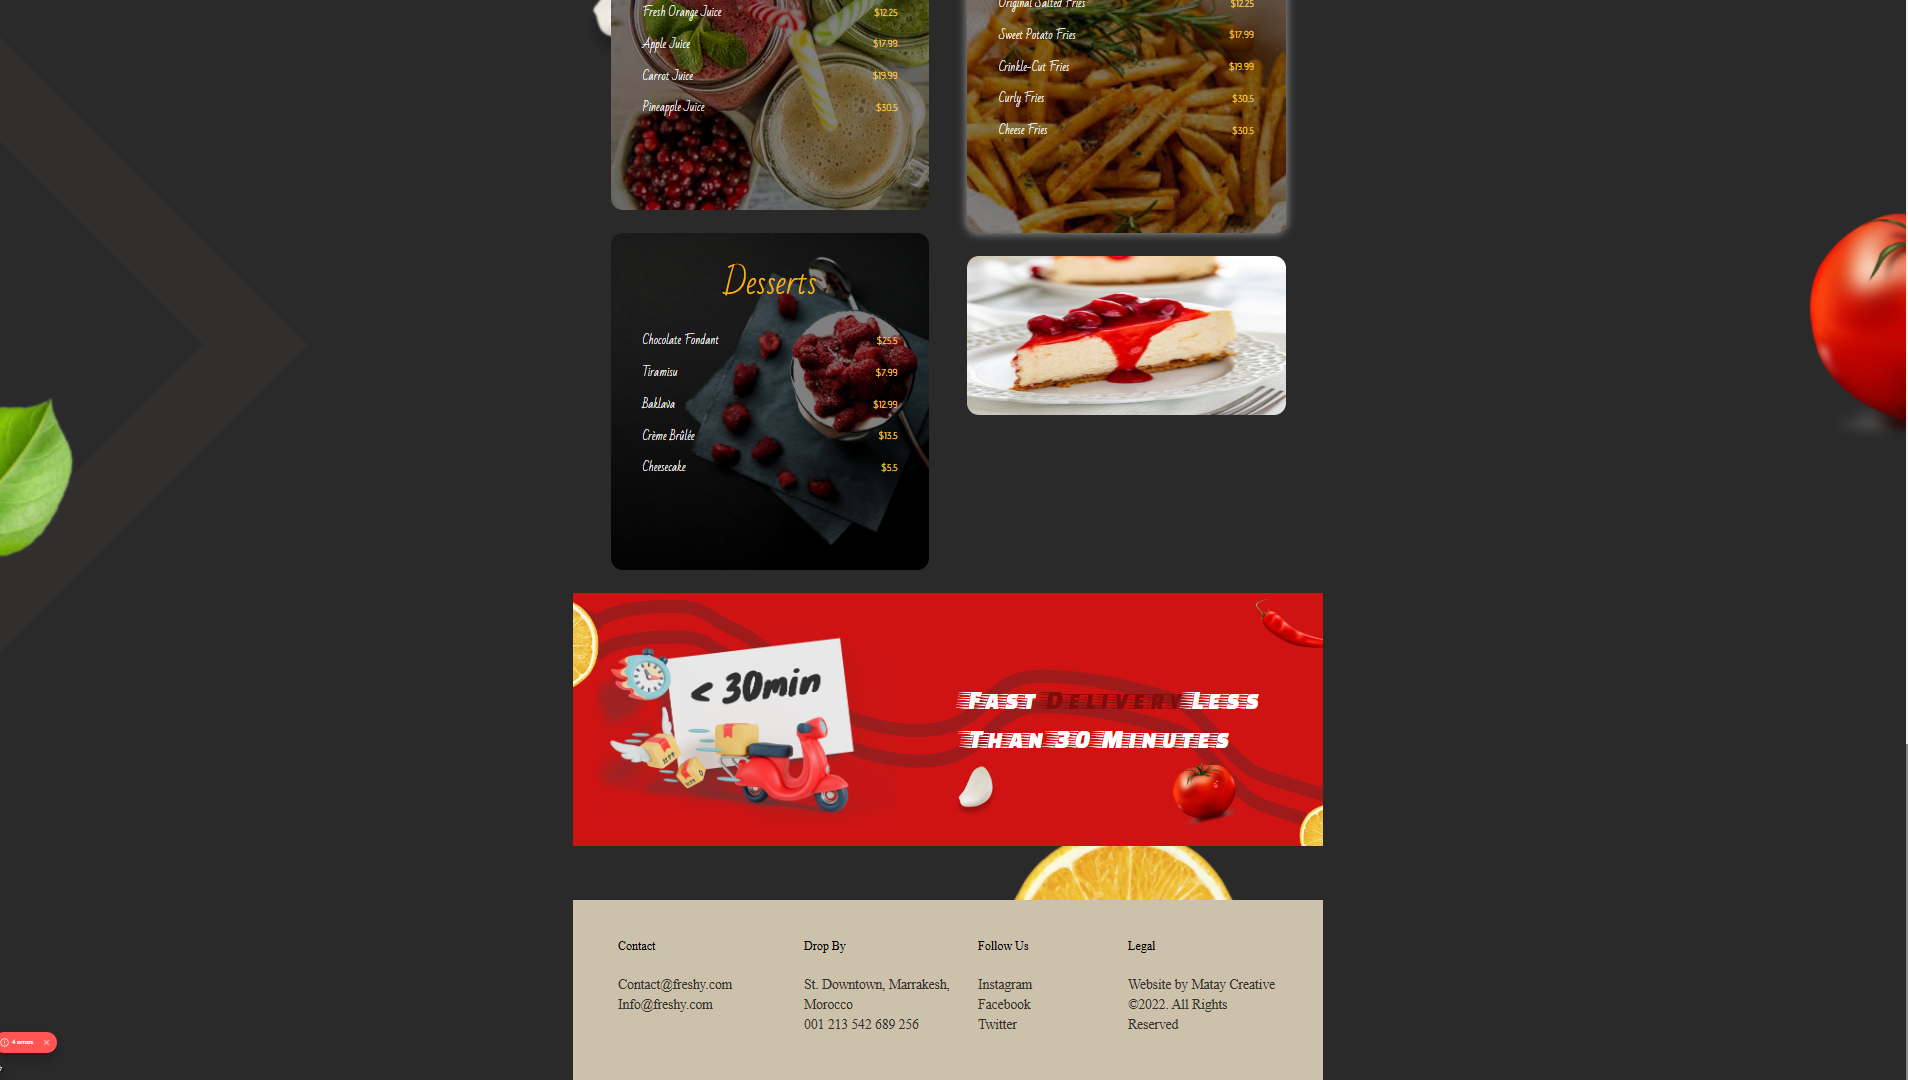 Fresh Orange Juice $12.25
Apple Juice $17.99
Carrot Juice $19.99
Pineapple Juice $30.5
Original Salted Fries $12.25
Sweet Potato Fries $17.99
Crinkle-Cut Fries $19.99
Curly Fries $30.5
Cheese Fries $30.5
Desserts
Chocolate Fondant $25.5
Tiramisu $7.99
Baklava $12.99
Crème Brûlée $13.5
Cheesecake $5.5
< 30min
Fast Delivery Less
Than 30 Minutes
Contact
Contact@freshy.com
Info@freshy.com
Drop By
St. Downtown, Marrakesh,
Morocco
001 213 542 689 256
Follow Us
Instagram
Facebook
Twitter
Legal
Website by Matay Creative
©2022. All Rights
Reserved
4 errors